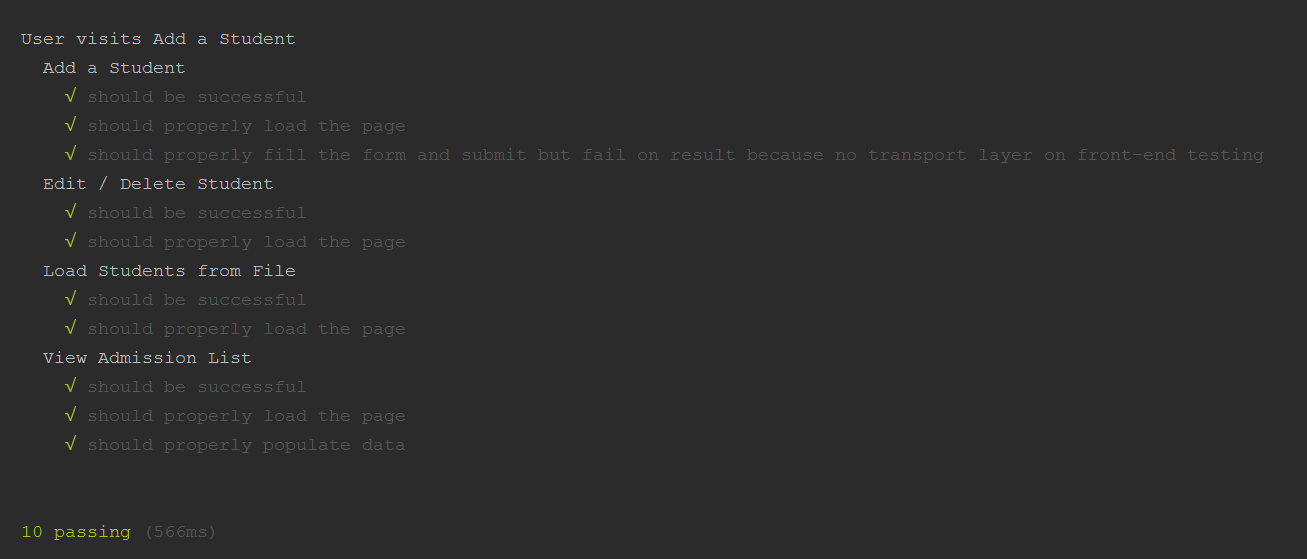 User visits Add a Student
Add a Student
√ should be successful
√ should properly load the page
√ should properly fill the form and submit but fail on result because no transport layer on front-end testing
Edit / Delete Student
√ should be successful
√ should properly load the page
Load Students from File
√ should be successful
√ should properly load the page
View Admission List
√ should be successful
√ should properly load the page
√ should properly populate data
10 passing (566ms)